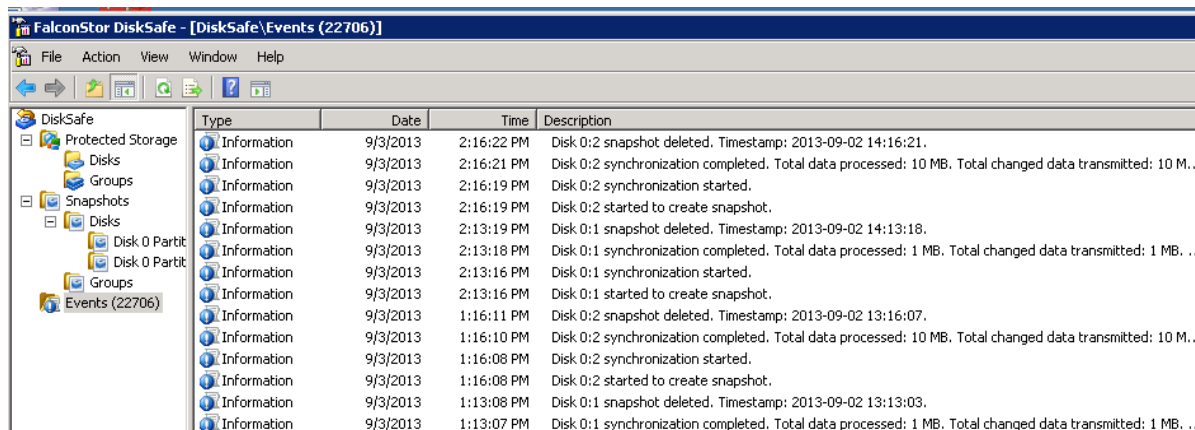 FalconStor DiskSafe - [DiskSafe\Events (22706)]
File Action View Window Help
DiskSafe
Protected Storage
Disks
Groups
Snapshots
Disks
Disk 0 Partit
Disk 0 Partit
Groups
Events (22706)
Type Date Time Description
Information 9/3/2013 2:16:22 PM Disk 0:2 snapshot deleted. Timestamp: 2013-09-02 14:16:21.
Information 9/3/2013 2:16:21 PM Disk 0:2 synchronization completed. Total data processed: 10 MB. Total changed data transmitted: 10 M...
Information 9/3/2013 2:16:19 PM Disk 0:2 synchronization started.
Information 9/3/2013 2:16:19 PM Disk 0:2 started to create snapshot.
Information 9/3/2013 2:13:19 PM Disk 0:1 snapshot deleted. Timestamp: 2013-09-02 14:13:18.
Information 9/3/2013 2:13:18 PM Disk 0:1 synchronization completed. Total data processed: 1 MB. Total changed data transmitted: 1 MB. ...
Information 9/3/2013 2:13:16 PM Disk 0:1 synchronization started.
Information 9/3/2013 2:13:16 PM Disk 0:1 started to create snapshot.
Information 9/3/2013 1:16:11 PM Disk 0:2 snapshot deleted. Timestamp: 2013-09-02 13:16:07.
Information 9/3/2013 1:16:10 PM Disk 0:2 synchronization completed. Total data processed: 10 MB. Total changed data transmitted: 10 M...
Information 9/3/2013 1:16:08 PM Disk 0:2 synchronization started.
Information 9/3/2013 1:16:08 PM Disk 0:2 started to create snapshot.
Information 9/3/2013 1:13:08 PM Disk 0:1 snapshot deleted. Timestamp: 2013-09-02 13:13:03.
Information 9/3/2013 1:13:07 PM Disk 0:1 synchronization completed. Total data processed: 1 MB. Total changed data transmitted: 1 MB. ...